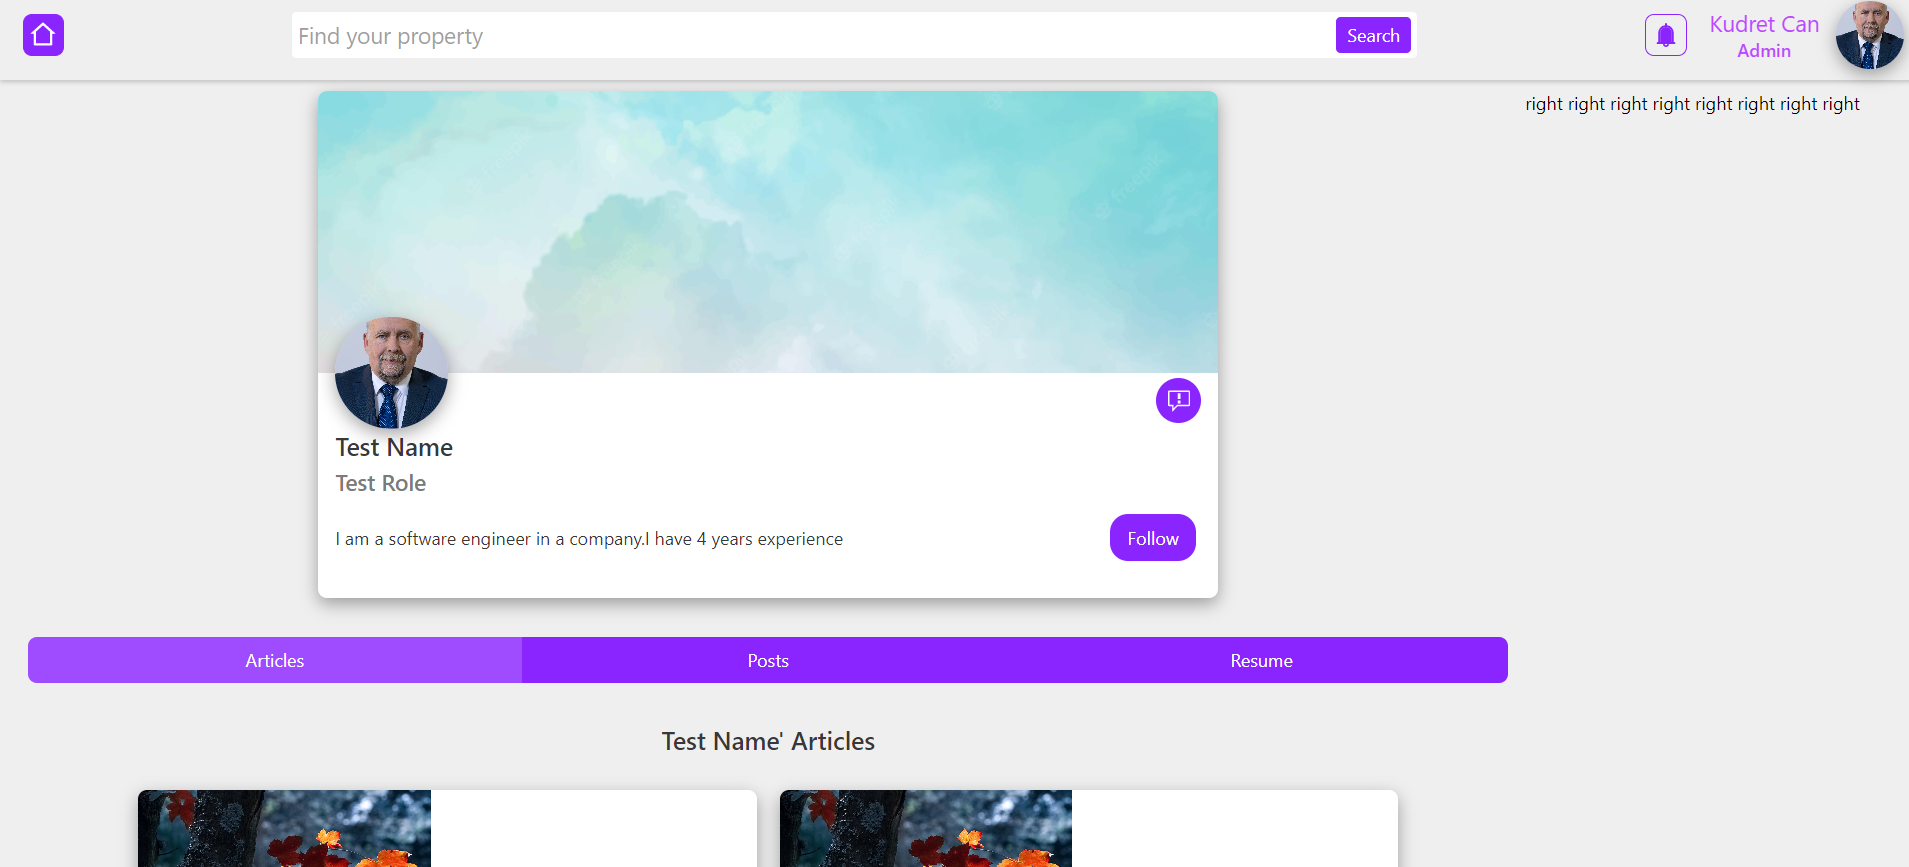 Find your property
Search
Kudret Can
Admin
right right right right right right right right
Test Name
Test Role
I am a software engineer in a company.I have 4 years experience
Follow
Articles
Posts
Resume
Test Name' Articles